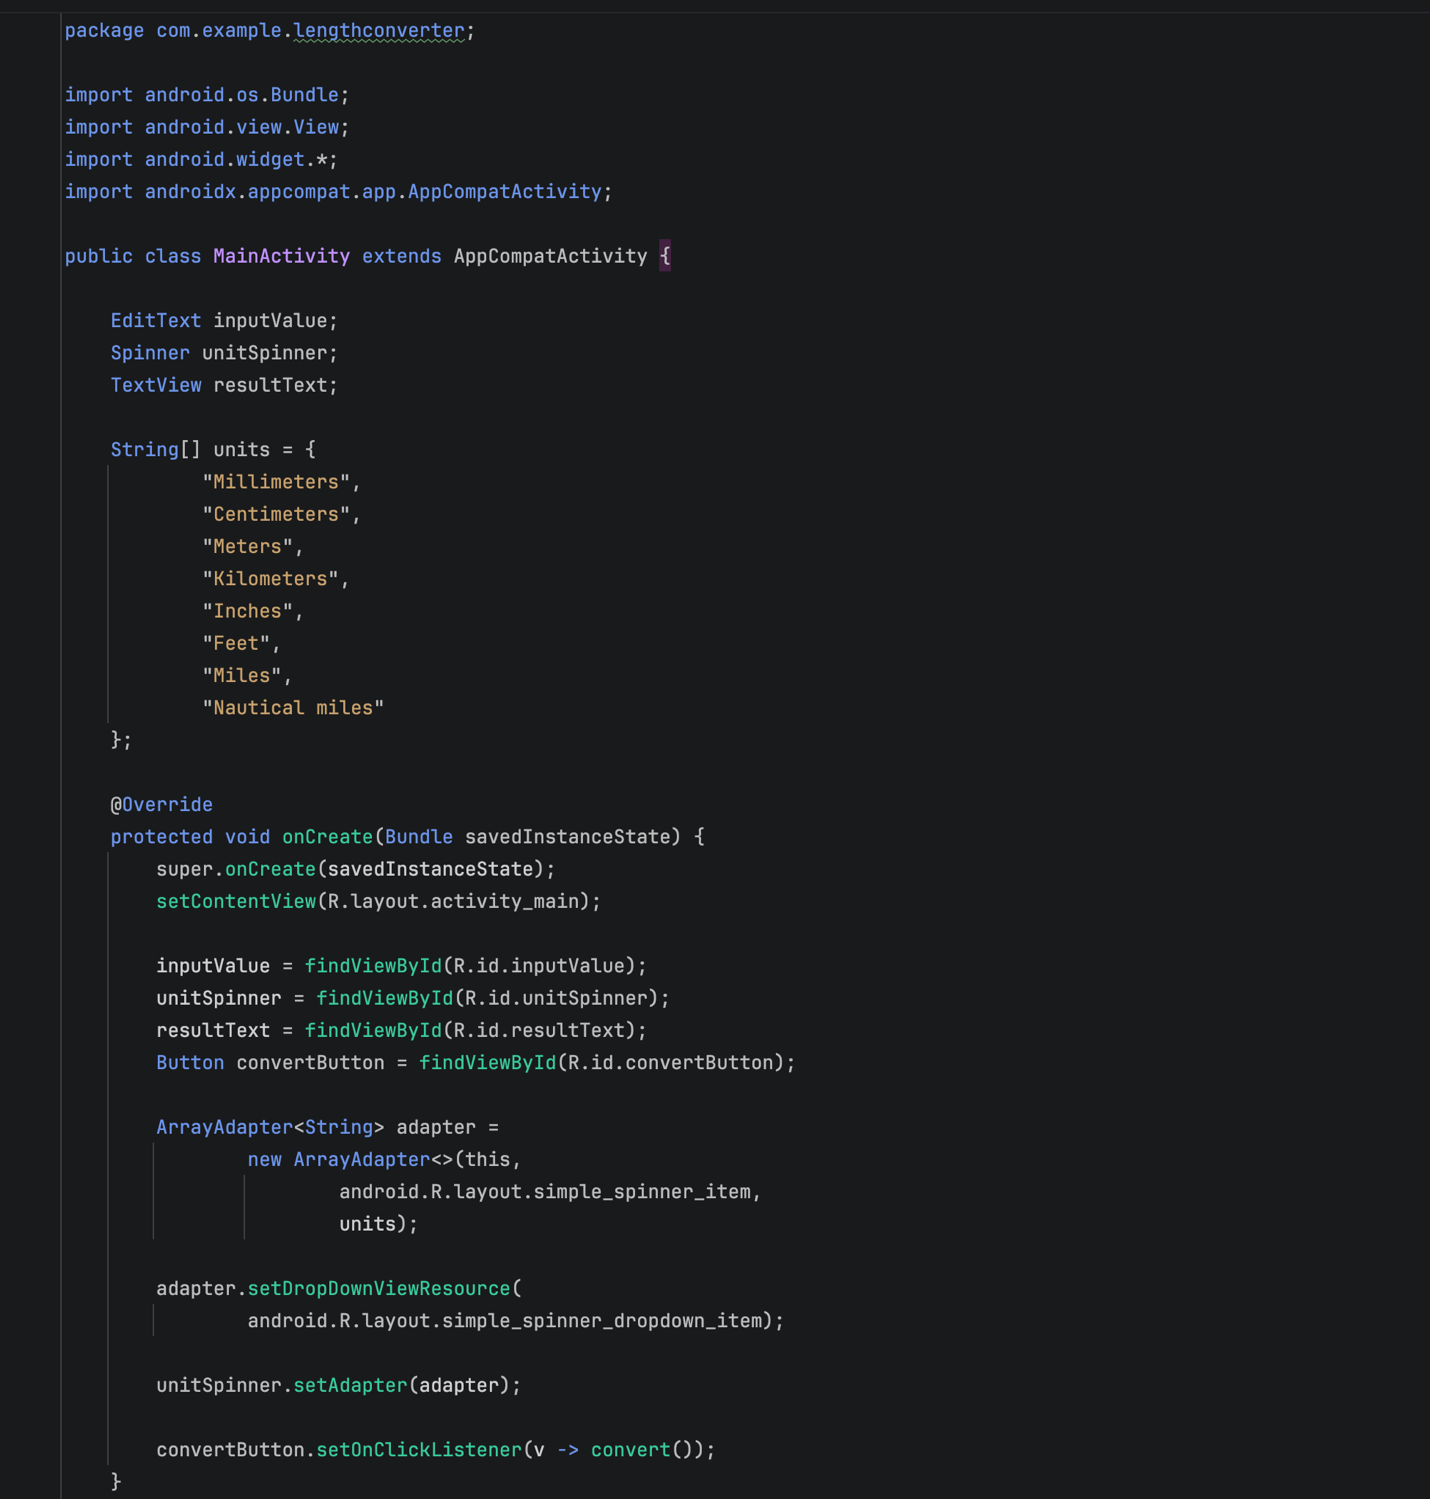 package com.example.lengthconverter;
import android.os.Bundle;
import android.view.View;
import android.widget.*;
import androidx.appcompat.app.AppCompatActivity;
public class MainActivity extends AppCompatActivity {
EditText inputValue;
Spinner unitSpinner;
TextView resultText;
String[] units = {
"Millimeters",
"Centimeters",
"Meters",
"Kilometers",
"Inches",
"Feet",
"Miles",
"Nautical miles"
};
@Override
protected void onCreate(Bundle savedInstanceState) {
super.onCreate(savedInstanceState);
setContentView(R.layout.activity_main);
inputValue = findViewById(R.id.inputValue);
unitSpinner = findViewById(R.id.unitSpinner);
resultText = findViewById(R.id.resultText);
Button convertButton = findViewById(R.id.convertButton);
ArrayAdapter<String> adapter =
new ArrayAdapter<>(this,
android.R.layout.simple_spinner_item,
units);
adapter.setDropDownViewResource(
android.R.layout.simple_spinner_dropdown_item);
unitSpinner.setAdapter(adapter);
convertButton.setOnClickListener(v -> convert());
}